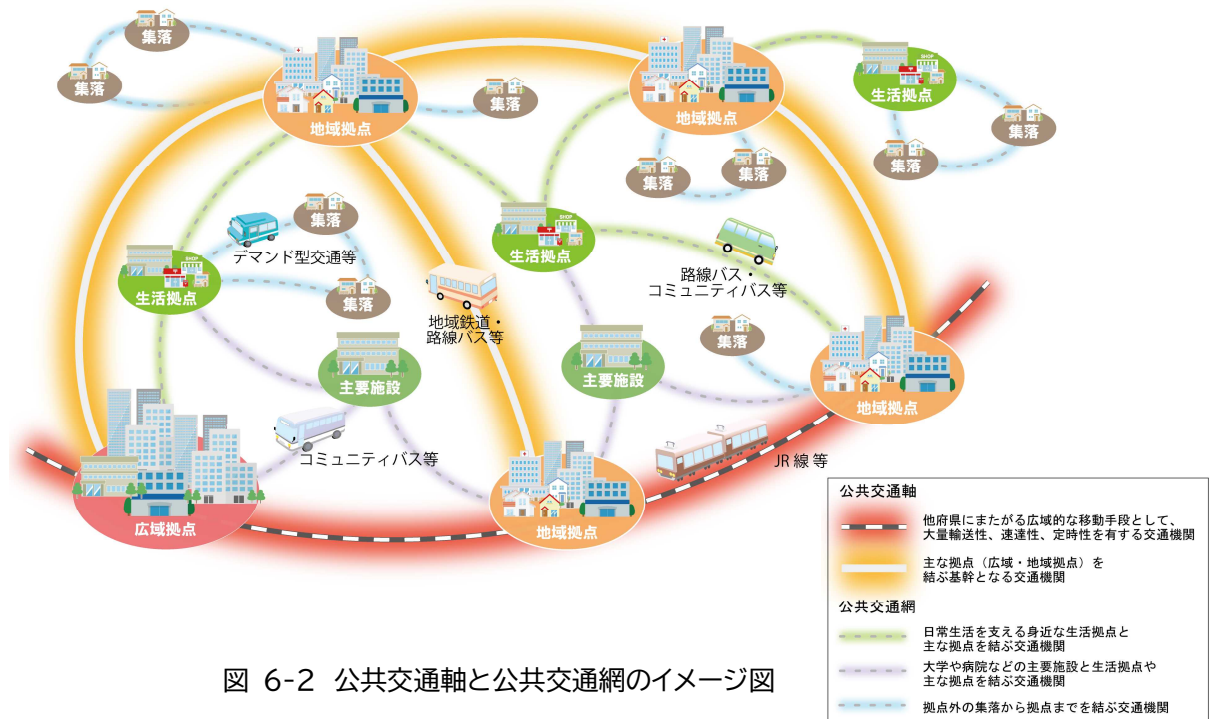 集落
集落
地域拠点
集落
地域拠点
SHOP
生活拠点
集落
集落
集落
集落
集落
デマンド型交通等
SHOP
生活拠点
集落
SHOP
生活拠点
路線バス・
コミュニティバス等
集落
地域鉄道・
路線バス等
集落
主要施設
主要施設
地域拠点
コミュニティバス等
JR線等
広域拠点
地域拠点
公共交通軸
他府県にまたがる広域的な移動手段として、
大量輸送性、速達性、定時性を有する交通機関
主な拠点（広域・地域拠点）を
結ぶ基幹となる交通機関
公共交通網
日常生活を支える身近な生活拠点と
主な拠点を結ぶ交通機関
大学や病院などの主要施設と生活拠点や
主な拠点を結ぶ交通機関
拠点外の集落から拠点までを結ぶ交通機関
図 6-2 公共交通軸と公共交通網のイメージ図